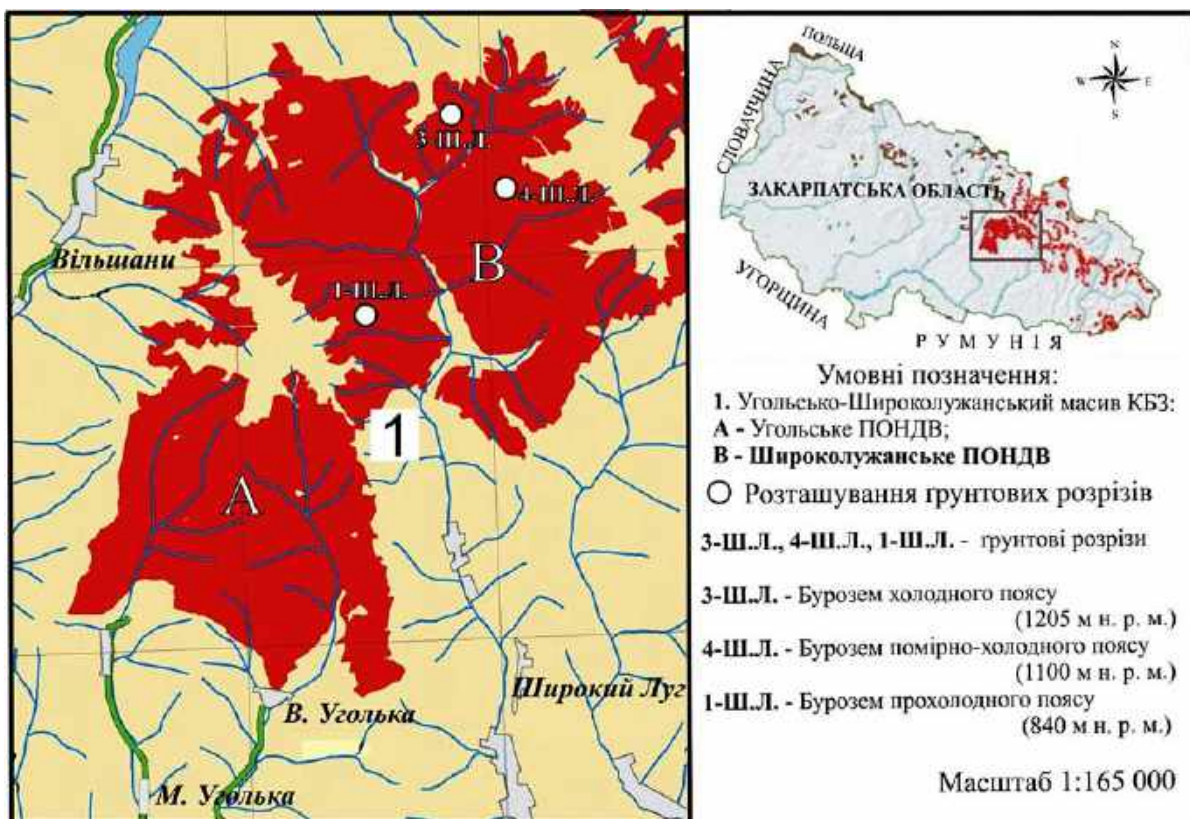 3-Ш.Л.
4-Ш.Л.
Вільшани
В
1-Ш.Л.
1
А
Широкий Луг
В. Уголька
М. Уголька
ПОЛЬЩА
СЛОВАЧЧИНА
N
W E
S
ЗАКАРПАТСЬКА ОБЛАСТЬ
УГОРЩИНА
РУМУНІЯ
Умовні позначення:
1. Угольсько-Широколужанський масив КБЗ:
А - Угольське ПОНДВ;
В - Широколужанське ПОНДВ
Розташування ґрунтових розрізів
3-Ш.Л., 4-Ш.Л., 1-Ш.Л. - ґрунтові розрізи
3-Ш.Л. - Бурозем холодного поясу
(1205 м н. р. м.)
4-Ш.Л. - Бурозем помірно-холодного поясу
(1100 м н. р. м.)
1-Ш.Л. - Бурозем прохолодного поясу
(840 м н. р. м.)
Масштаб 1:165 000